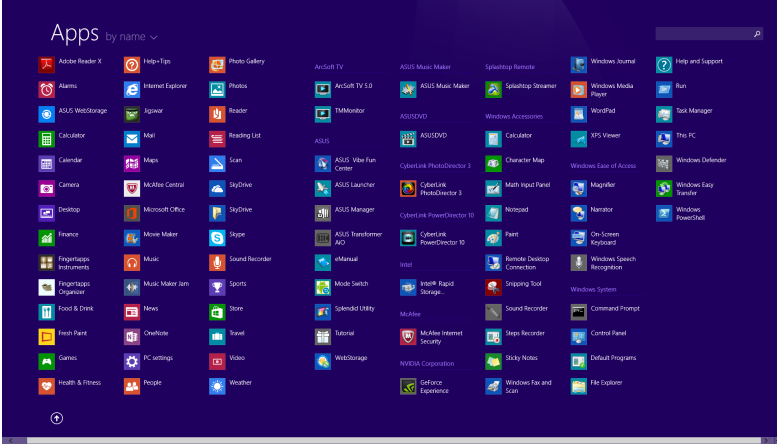 Apps by name
Adobe Reader X
Alarms
ASUS WebStorage
Calculator
Calendar
Camera
Desktop
Finance
Fingertapps
Instruments
Fingertapps
Organizer
Food & Drink
Fresh Paint
Games
Health & Fitness
Help+Tips
Internet Explorer
Jigswar
Mail
Maps
McAfee Central
Microsoft Office
Movie Maker
Music
Music Maker Jam
News
OneNote
PC settings
People
Photo Gallery
Photos
Reader
Reading List
Scan
SkyDrive
SkyDrive
Skype
Sound Recorder
Sports
Store
Travel
Video
Weather
ArcSoft TV
ArcSoft TV 5.0
TMMonitor
ASUS
ASUS Vibe Fun
Center
ASUS Launcher
ASUS Manager
ASUS Transformer
AiO
eManual
Mode Switch
Splendid Utility
Tutorial
WebStorage
ASUS Music Maker
ASUS Music Maker
ASUSDVD
ASUSDVD
CyberLink PhotoDirector 3
CyberLink
PhotoDirector 3
CyberLink PowerDirector 10
CyberLink
PowerDirector 10
Intel
Intel® Rapid
Storage...
McAfee
McAfee Internet
Security
NVIDIA Corporation
GeForce
Experience
Splashtop Remote
Splashtop Streamer
Windows Accessories
Calculator
Character Map
Math Input Panel
Notepad
Paint
Remote Desktop
Connection
Snipping Tool
Sound Recorder
Steps Recorder
Sticky Notes
Windows Fax and
Scan
Windows Journal
Windows Media
Player
WordPad
XPS Viewer
Windows Ease of Access
Magnifier
Narrator
On-Screen
Keyboard
Windows Speech
Recognition
Windows System
Command Prompt
Control Panel
Default Programs
File Explorer
Help and Support
Run
Task Manager
This PC
Windows Defender
Windows Easy
Transfer
Windows
PowerShell